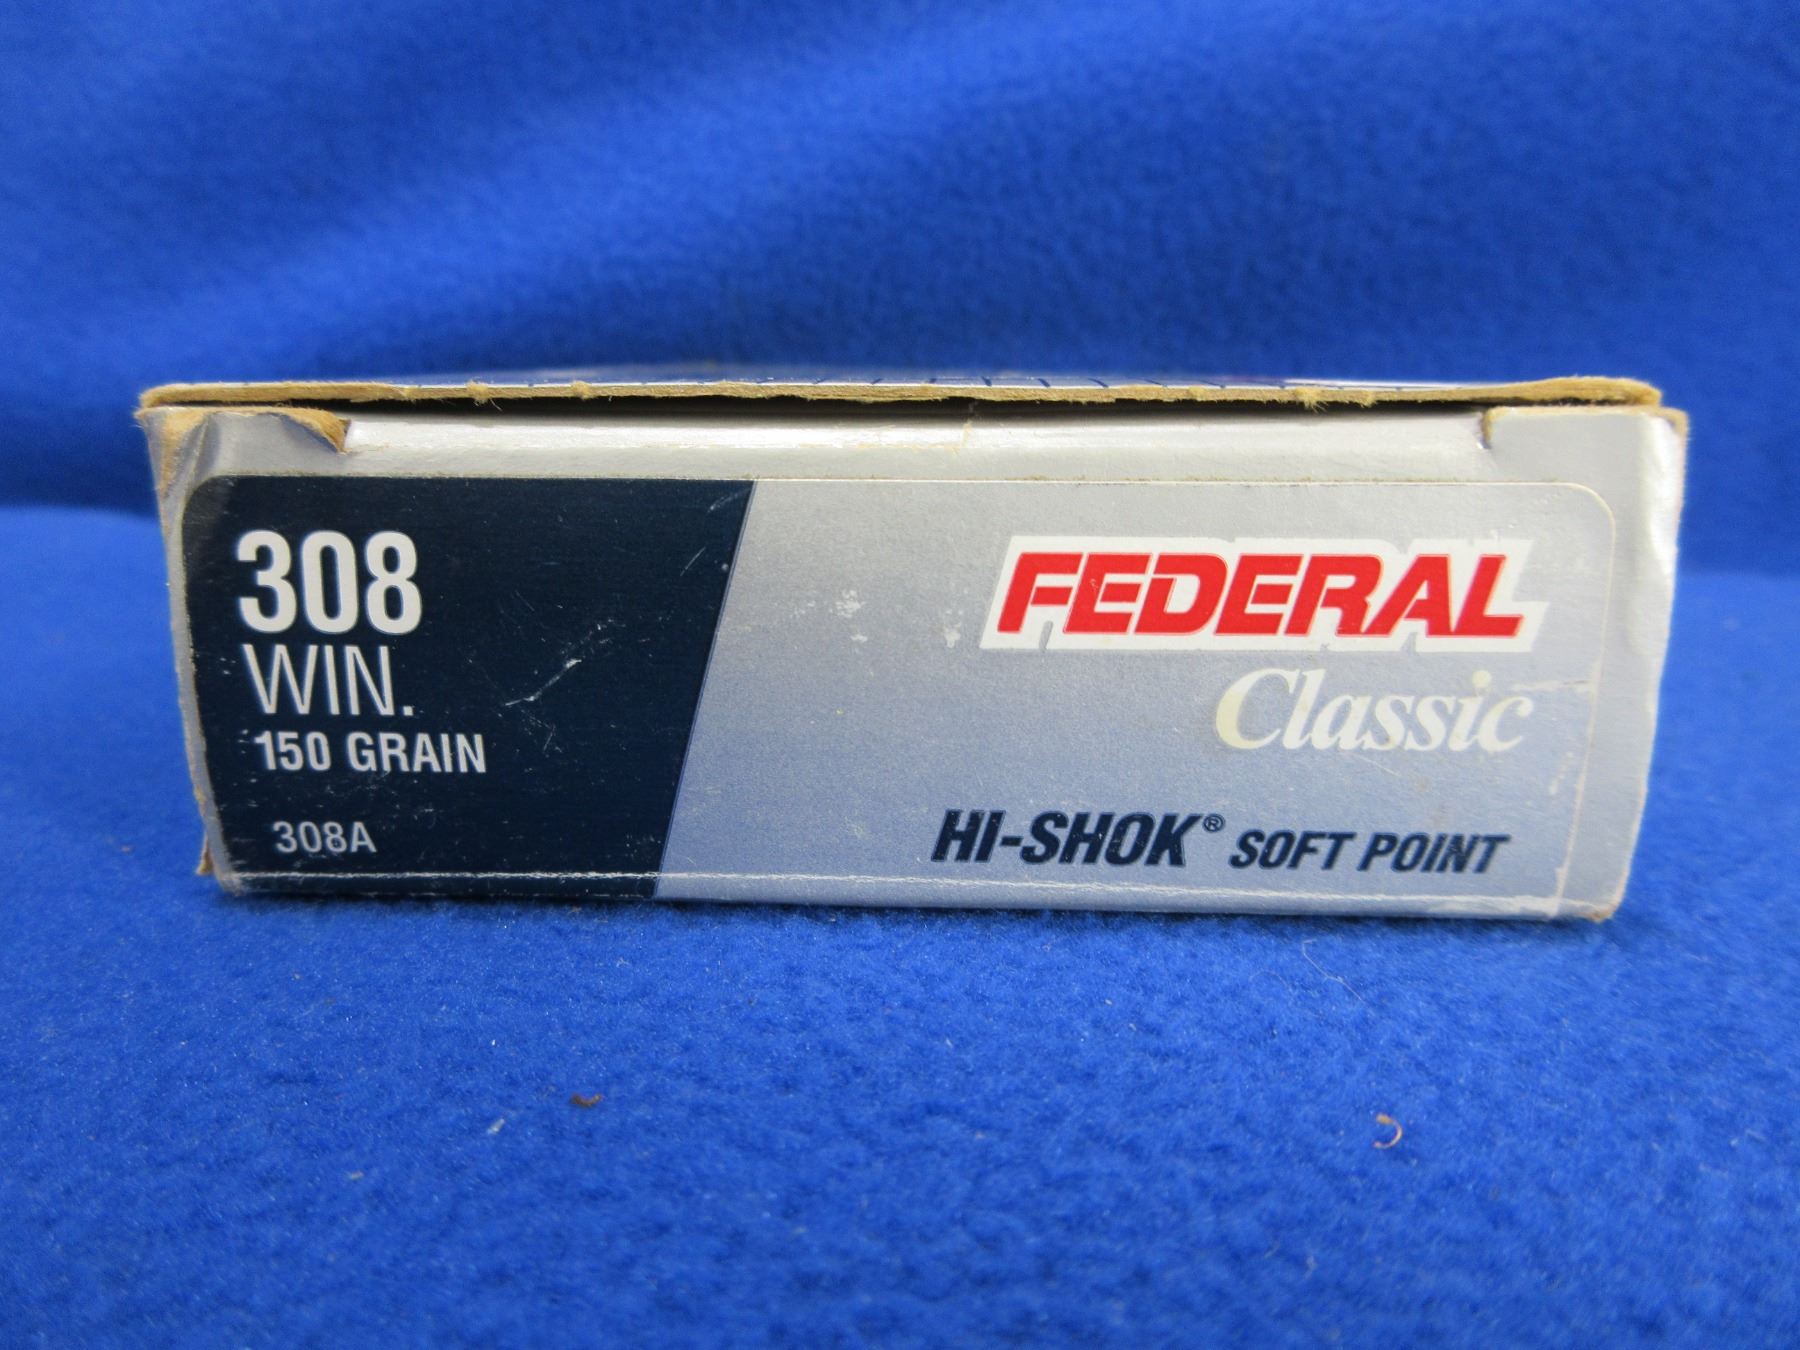 308
WIN.
150 GRAIN
308A
FEDERAL
Classic
HI-SHOK® SOFT POINT